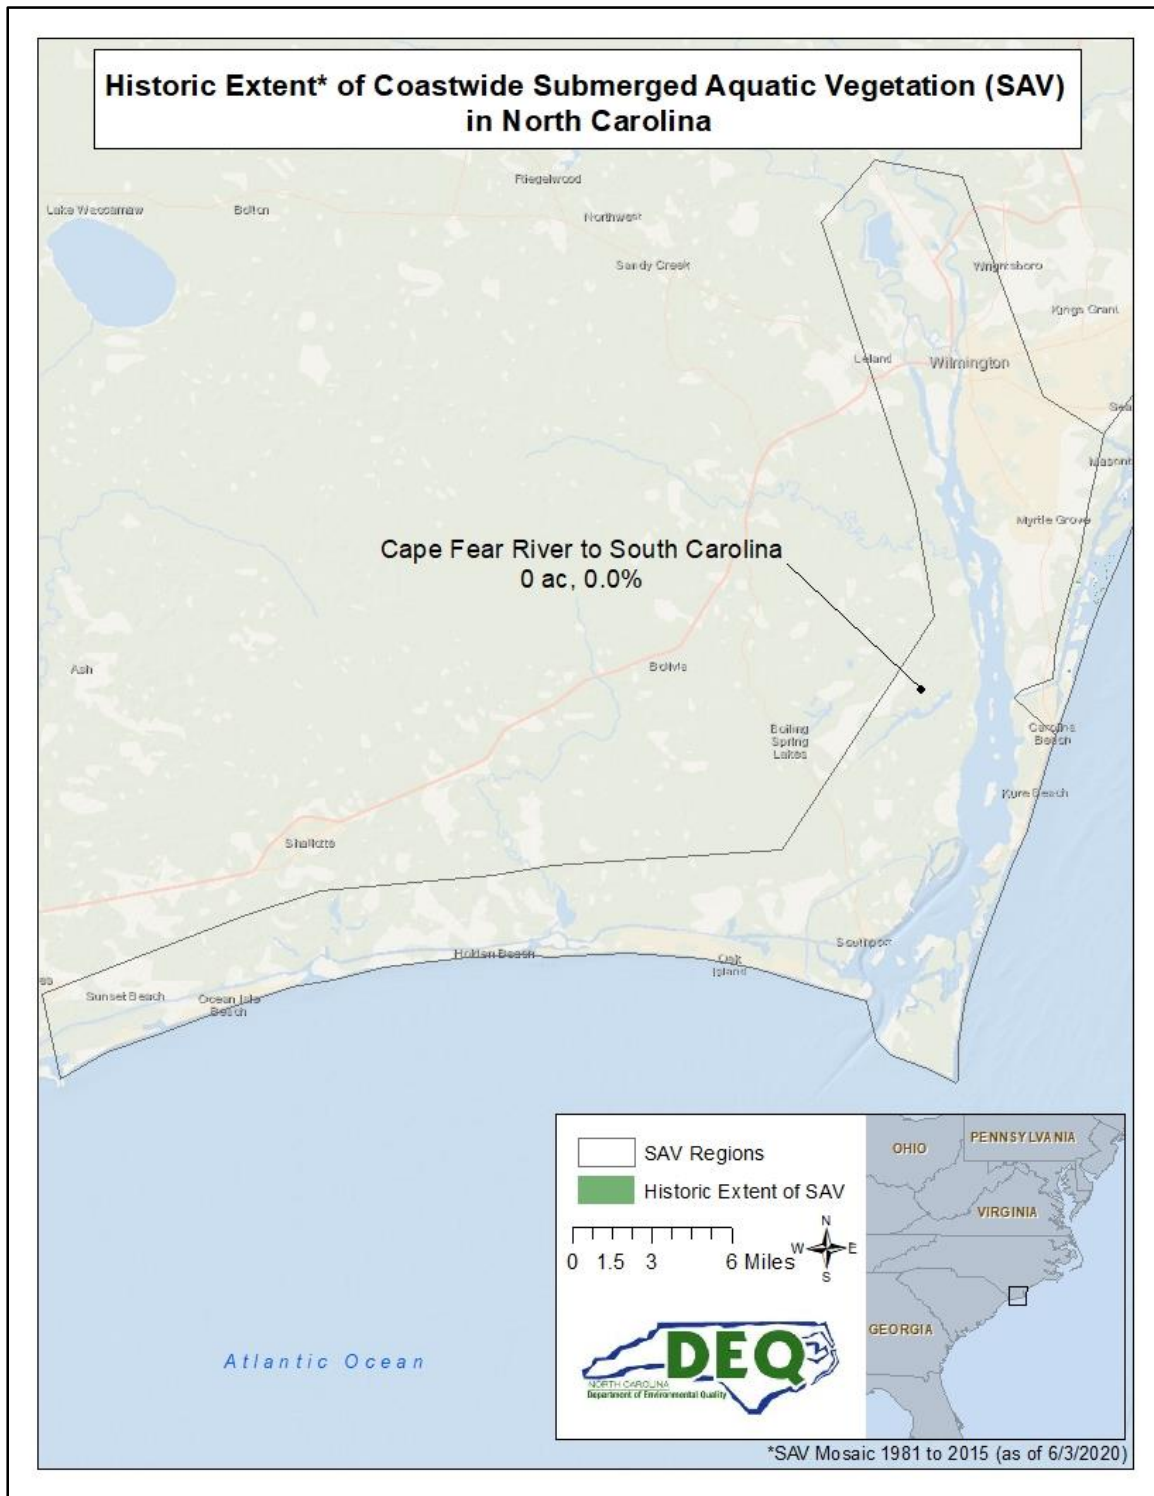 Historic Extent* of Coastwide Submerged Aquatic Vegetation (SAV)
in North Carolina
Riegelwood
Lake Waccamaw
Bolton
Northwest
Sandy Creek
Wrightsboro
Kings Grant
Leland
Wilmington
Sea
Masonb
Myrtle Grove
Cape Fear River to South Carolina
0 ac, 0.0%
Ash
Bolivia
Boiling
Spring
Lakes
Carolina
Beach
Kure Beach
Shallotte
Southport
Holden Beach
Oak
Island
Sunset Beach
Ocean Isle
Beach
SAV Regions
Historic Extent of SAV
0 1.5 3 6 Miles
N
W E
S
OHIO
PENNSYLVANIA
VIRGINIA
GEORGIA
DEQ
NORTH CAROLINA
Department of Environmental Quality
Atlantic Ocean
*SAV Mosaic 1981 to 2015 (as of 6/3/2020)